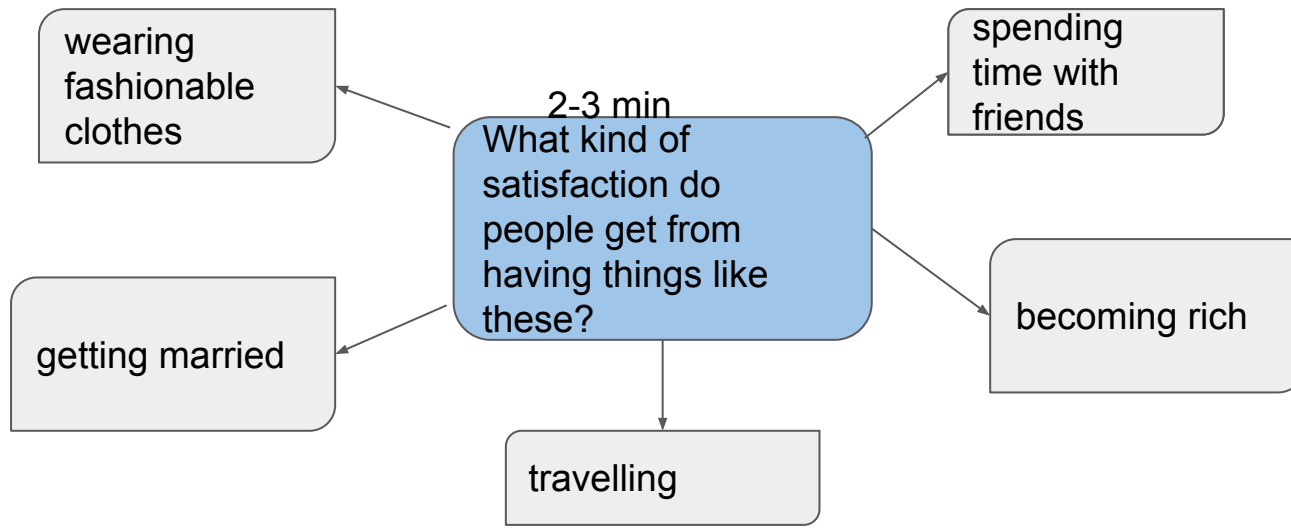 wearing
fashionable
clothes
spending
time with
friends
2-3 min
What kind of
satisfaction do
people get from
having things like
these?
getting married
becoming rich
travelling